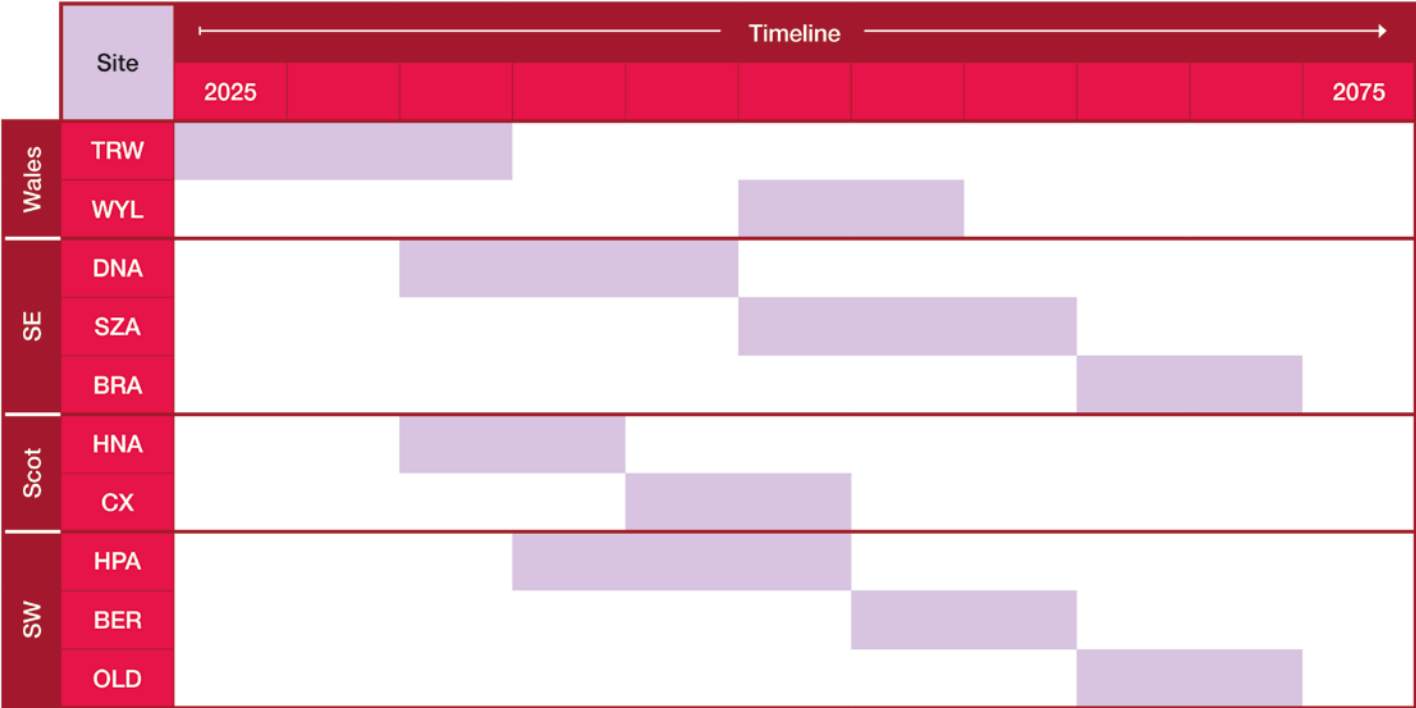 Site
Timeline
2025 2075
Wales
TRW
WYL
SE
DNA
SZA
BRA
Scot
HNA
CX
SW
HPA
BER
OLD